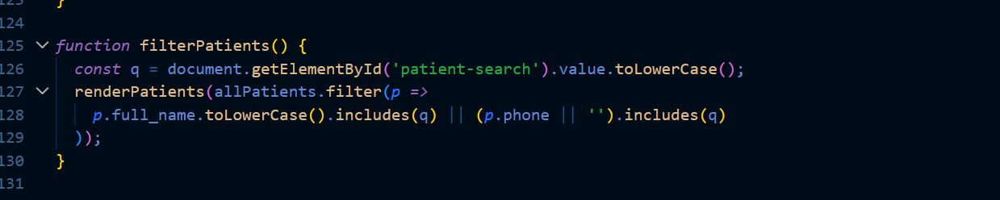 123 }
124
125 function filterPatients() {
126 const q = document.getElementById('patient-search').value.toLowerCase();
127 renderPatients(allPatients.filter(p =>
128 p.full_name.toLowerCase().includes(q) || (p.phone || '').includes(q)
129 ));
130 }
131